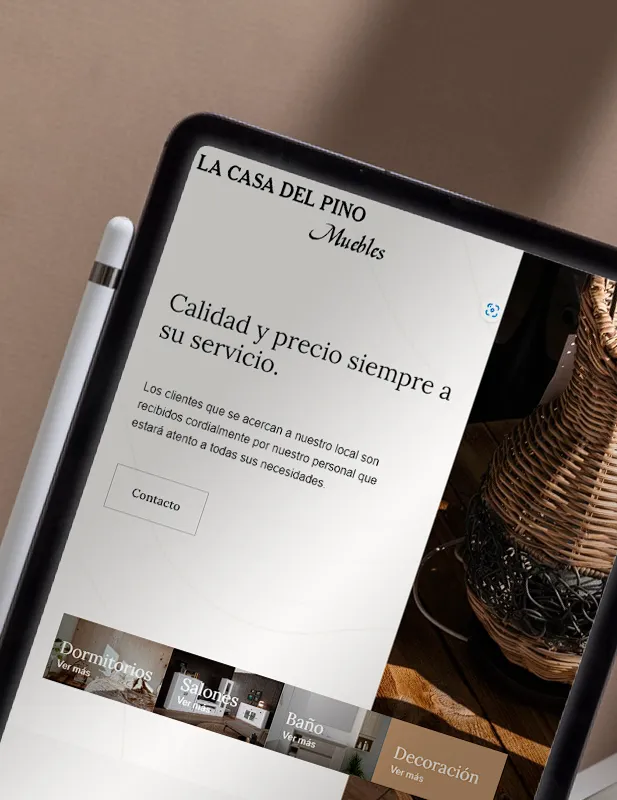 LA CASA DEL PINO
Muebles
Calidad y precio siempre a
su servicio.
Los clientes que se acercan a nuestro local son
recibidos cordialmente por nuestro personal que
estará atento a todas sus necesidades.
Contacto
Dormitorios
Ver más
Salones
Ver más
Baño
Ver más
Decoración
Ver más